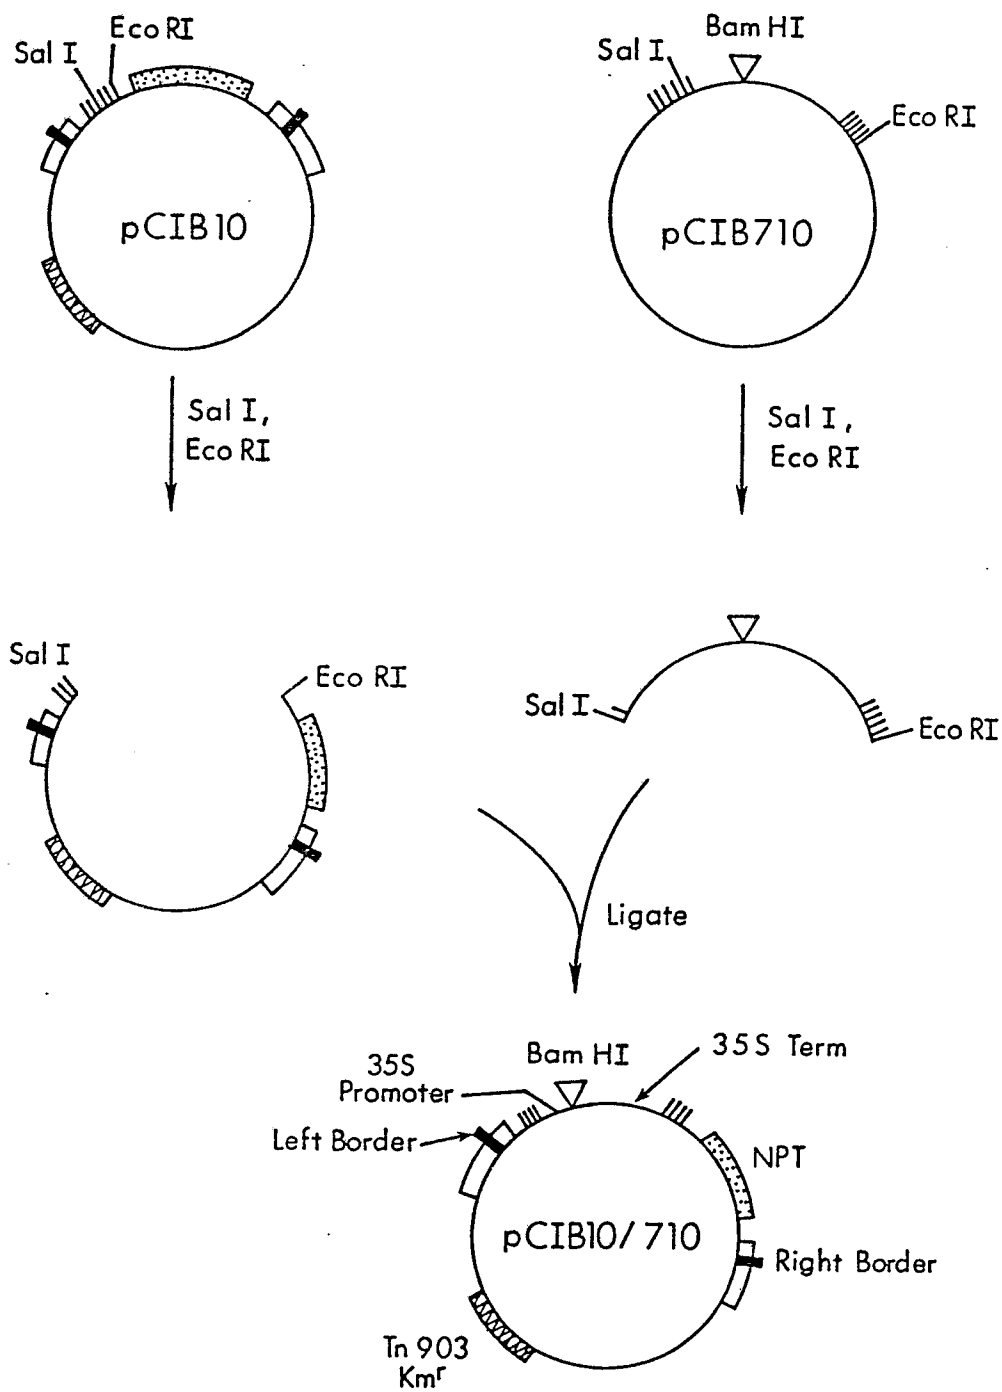 Eco RI
Sal I
pCIB10
Bam HI
Sal I
Eco RI
pCIB710
Sal I,
Eco RI
Sal I,
Eco RI
Sal I
Eco RI
Sal I
Eco RI
Ligate
35S
Promoter
Bam HI
35S Term
Left Border
NPT
pCIB10/710
Right Border
Tn 903
Kmʳ